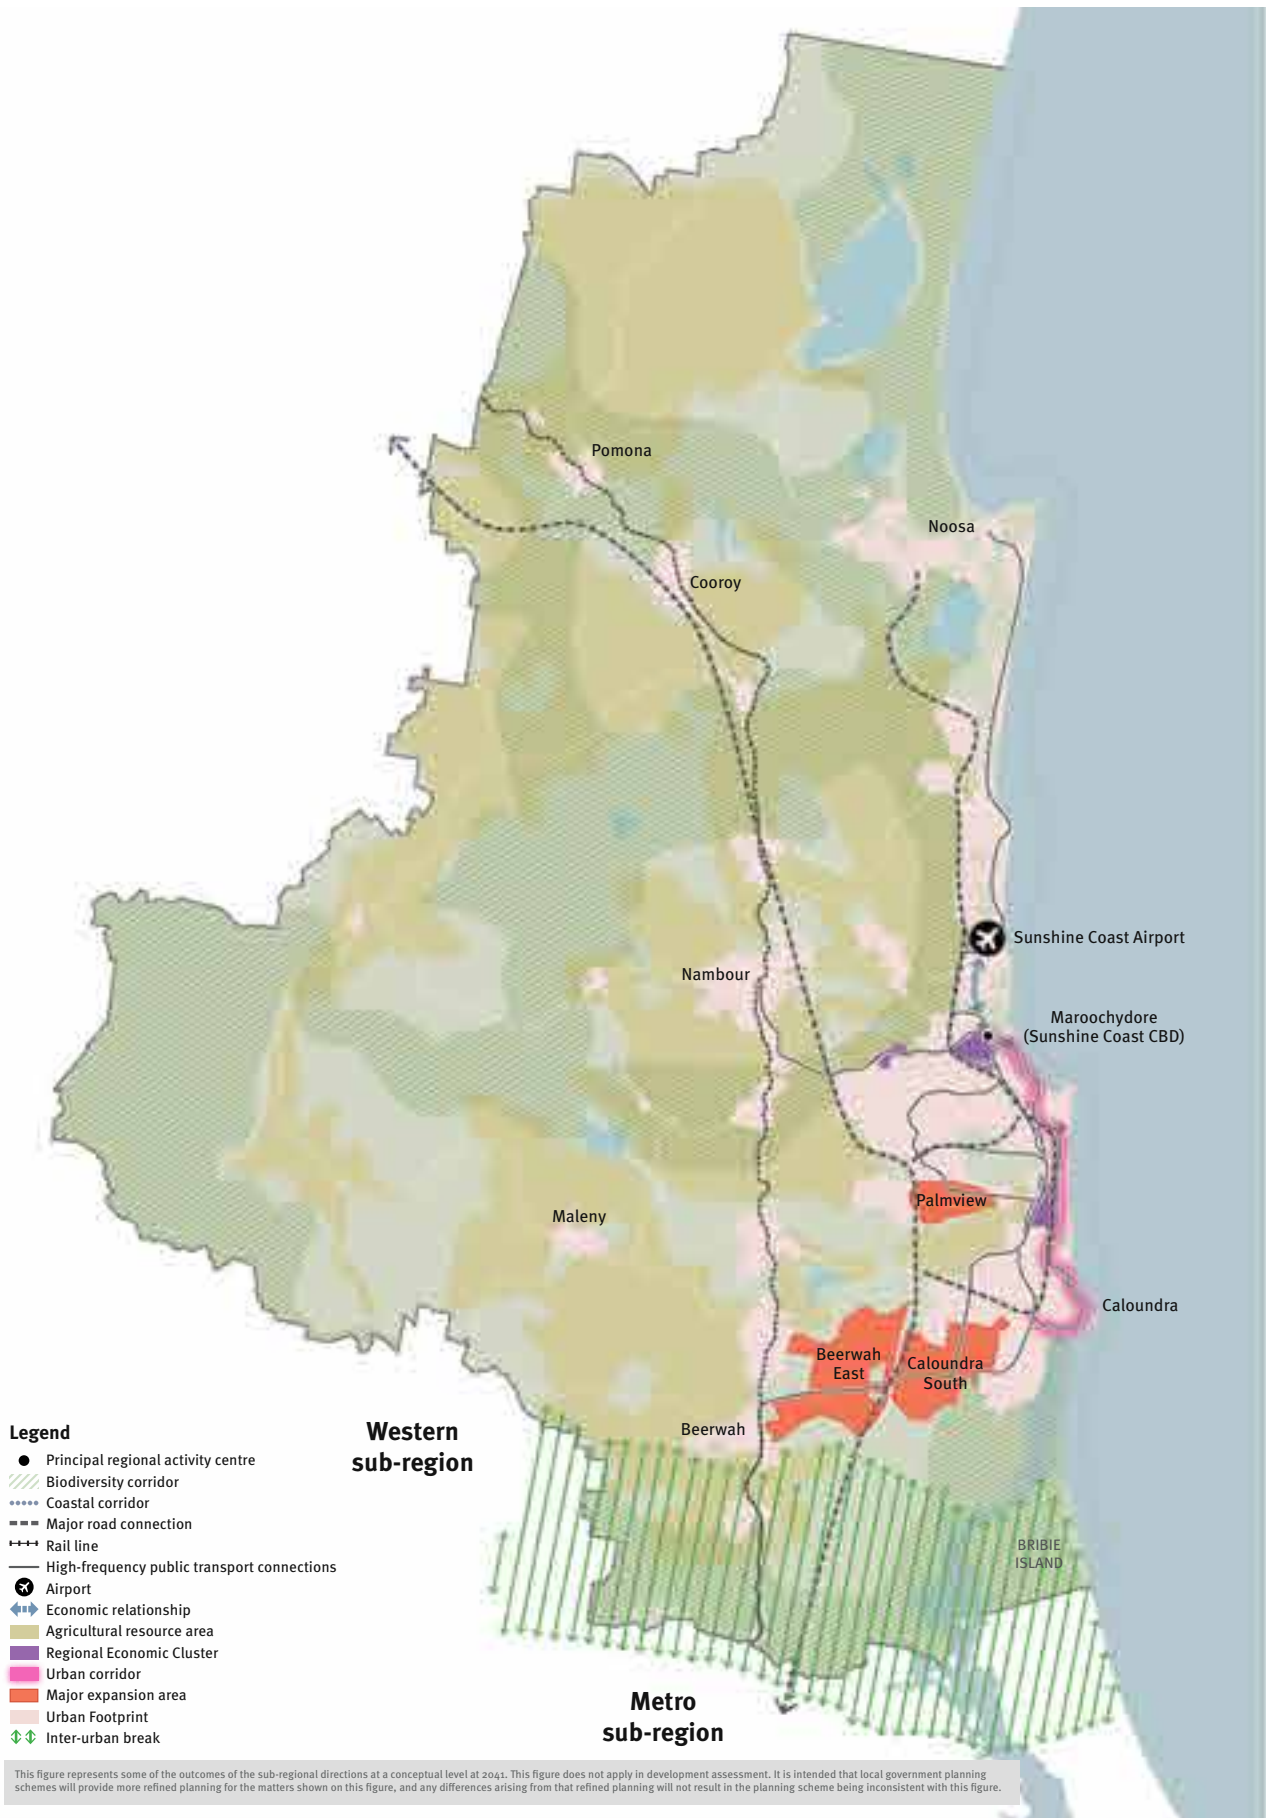 Pomona
Noosa
Cooroy
Sunshine Coast Airport
Nambour
Maroochydore
(Sunshine Coast CBD)
Palmview
Maleny
Caloundra
Beerwah
East
Caloundra
South
Beerwah
Western
sub-region
BRIBIE
ISLAND
Metro
sub-region
Legend
Principal regional activity centre
Biodiversity corridor
Coastal corridor
Major road connection
Rail line
High-frequency public transport connections
Airport
Economic relationship
Agricultural resource area
Regional Economic Cluster
Urban corridor
Major expansion area
Urban Footprint
Inter-urban break
This figure represents some of the outcomes of the sub-regional directions at a conceptual level at 2041. This figure does not apply in development assessment. It is intended that local government planning
schemes will provide more refined planning for the matters shown on this figure, and any differences arising from that refined planning will not result in the planning scheme being inconsistent with this figure.